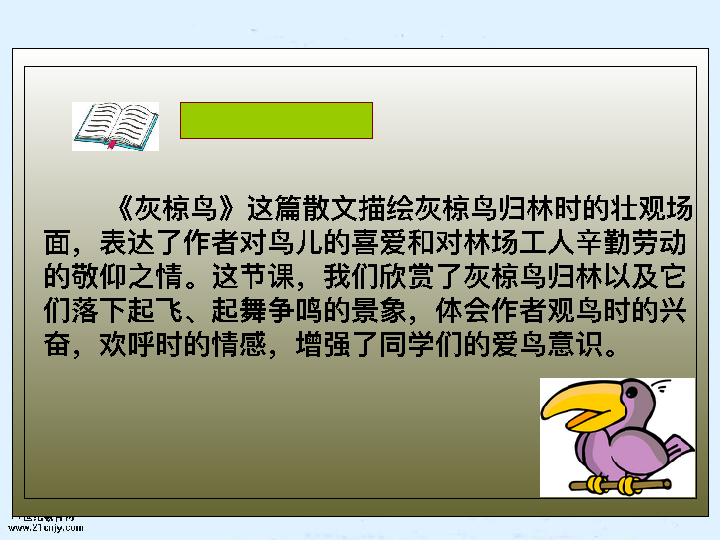 《灰椋鸟》这篇散文描绘灰椋鸟归林时的壮观场
面，表达了作者对鸟儿的喜爱和对林场工人辛勤劳动
的敬仰之情。这节课，我们欣赏了灰椋鸟归林以及它
们落下起飞、起舞争鸣的景象，体会作者观鸟时的兴
奋，欢呼时的情感，增强了同学们的爱鸟意识。
www.21cnjy.com